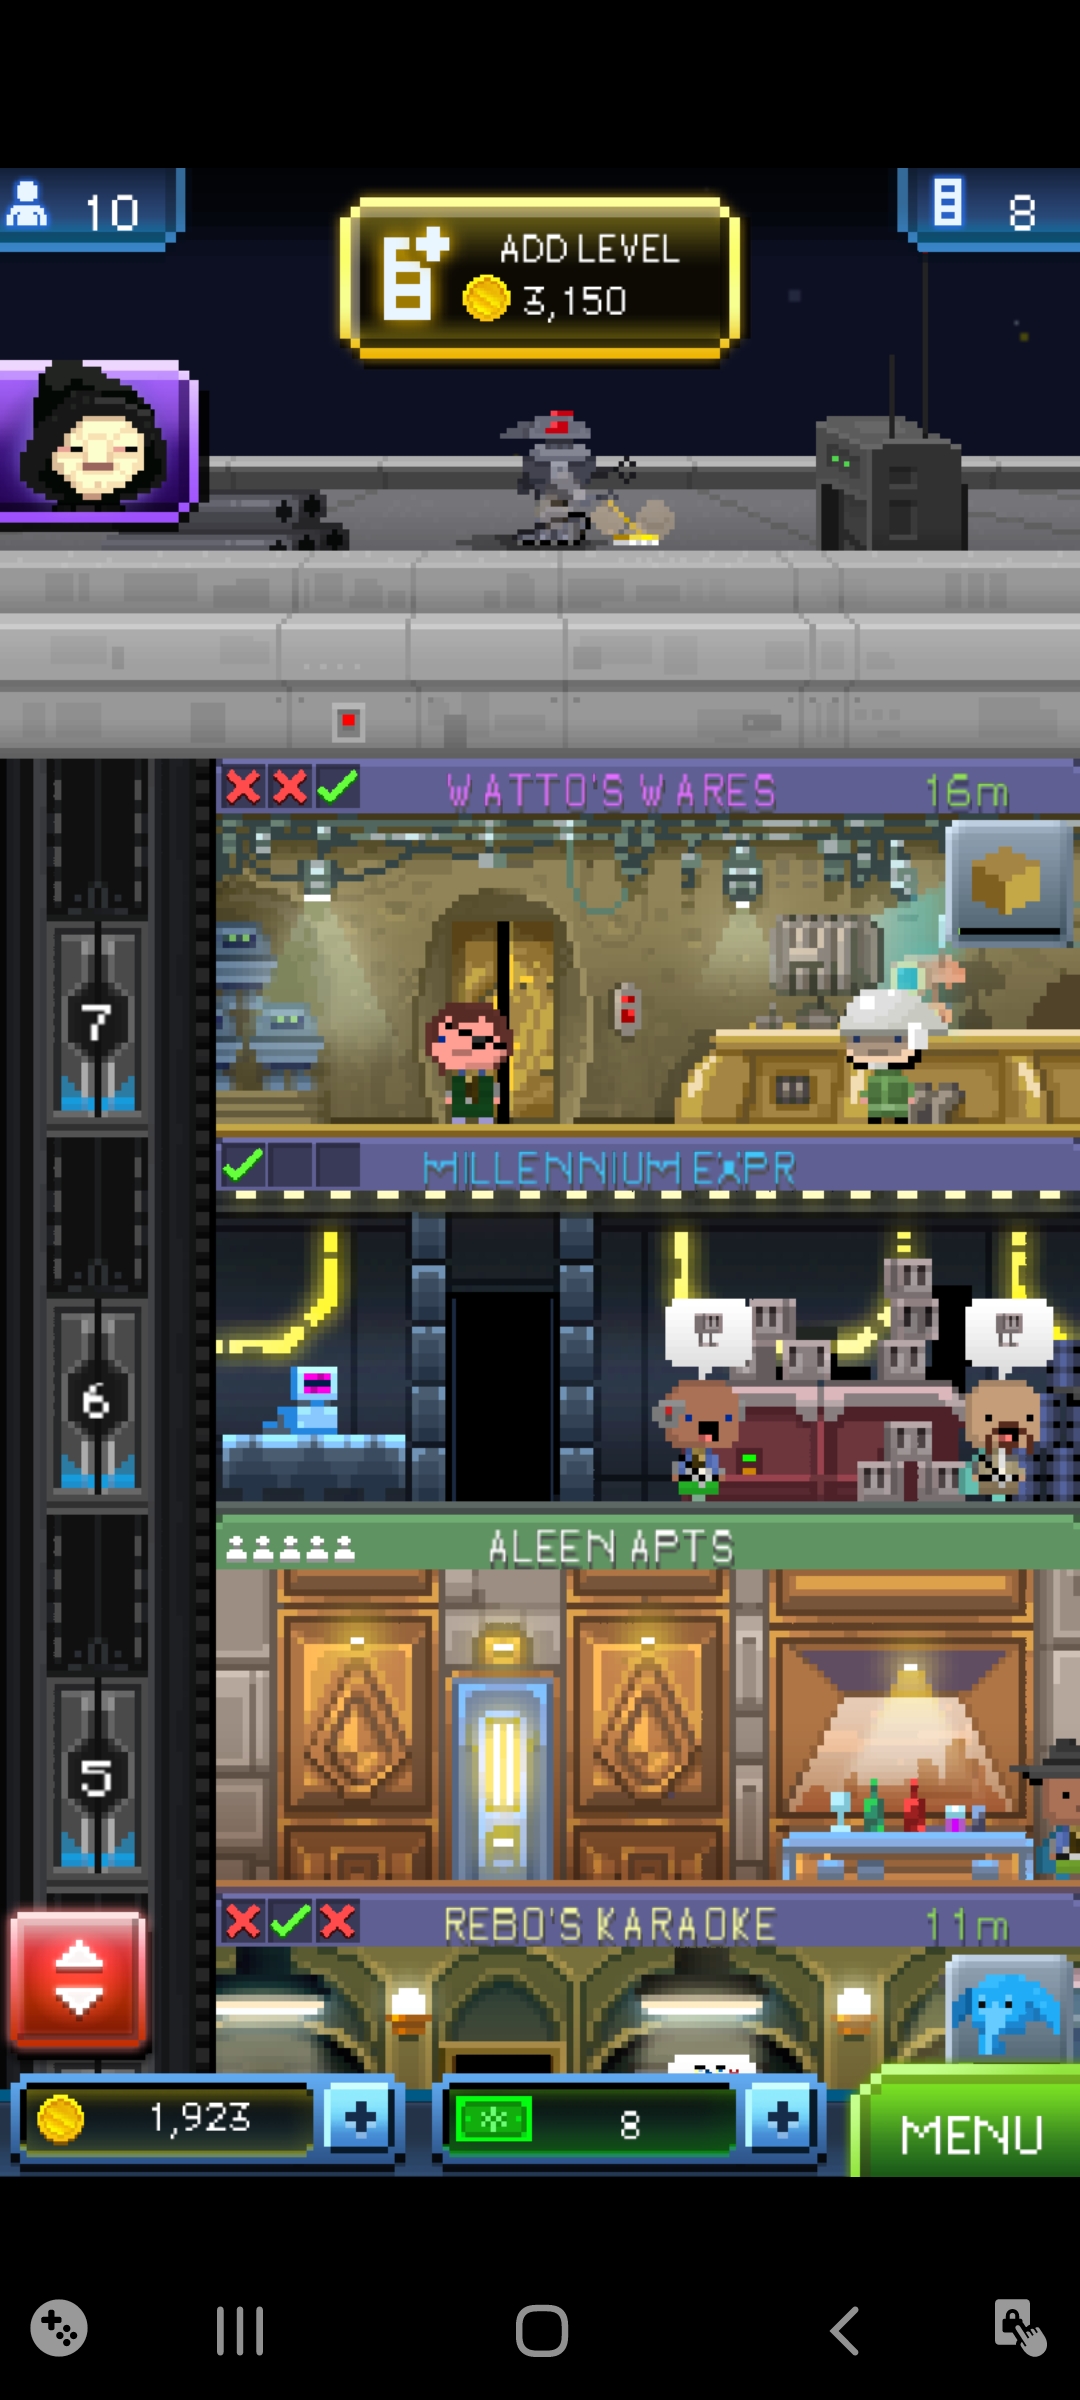 10
ADD LEVEL
8
3,150
WATTO'S WARES
16m
7
MILLENNIUM EXPR
6
ALEEN APTS
5
REBO'S KARAOKE
11m
1,923
8
MENU